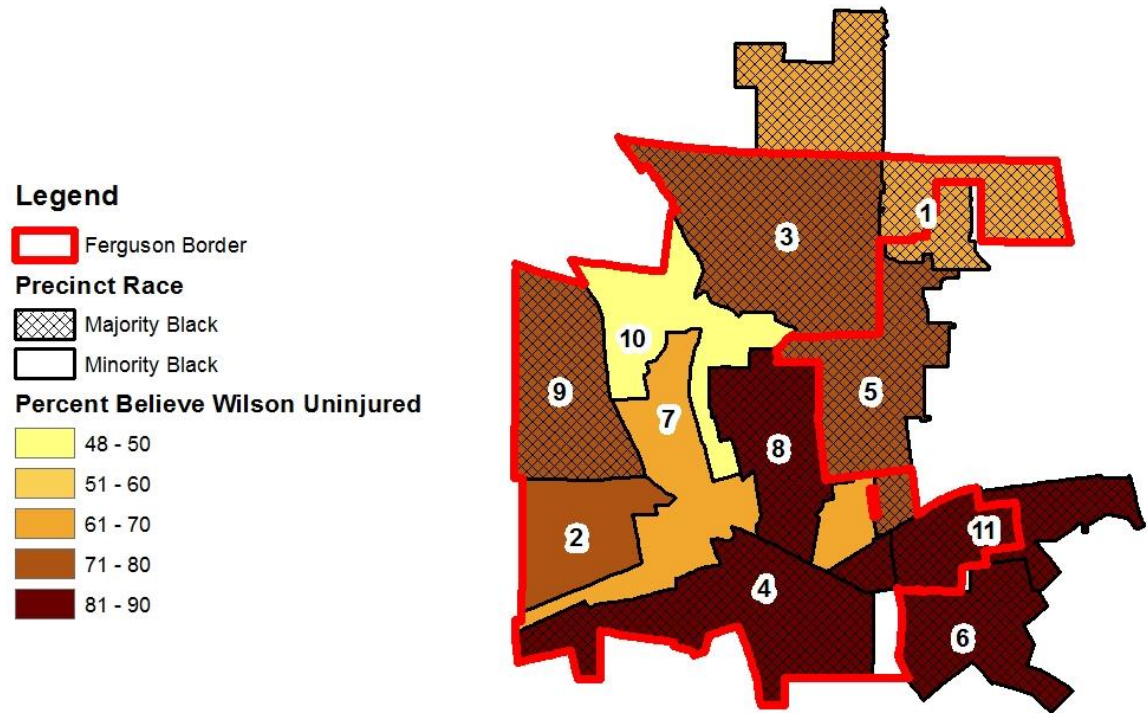 Legend
Ferguson Border
Precinct Race
Majority Black
Minority Black
Percent Believe Wilson Uninjured
48 - 50
51 - 60
61 - 70
71 - 80
81 - 90
1
3
10
9
7
5
8
2
11
4
6